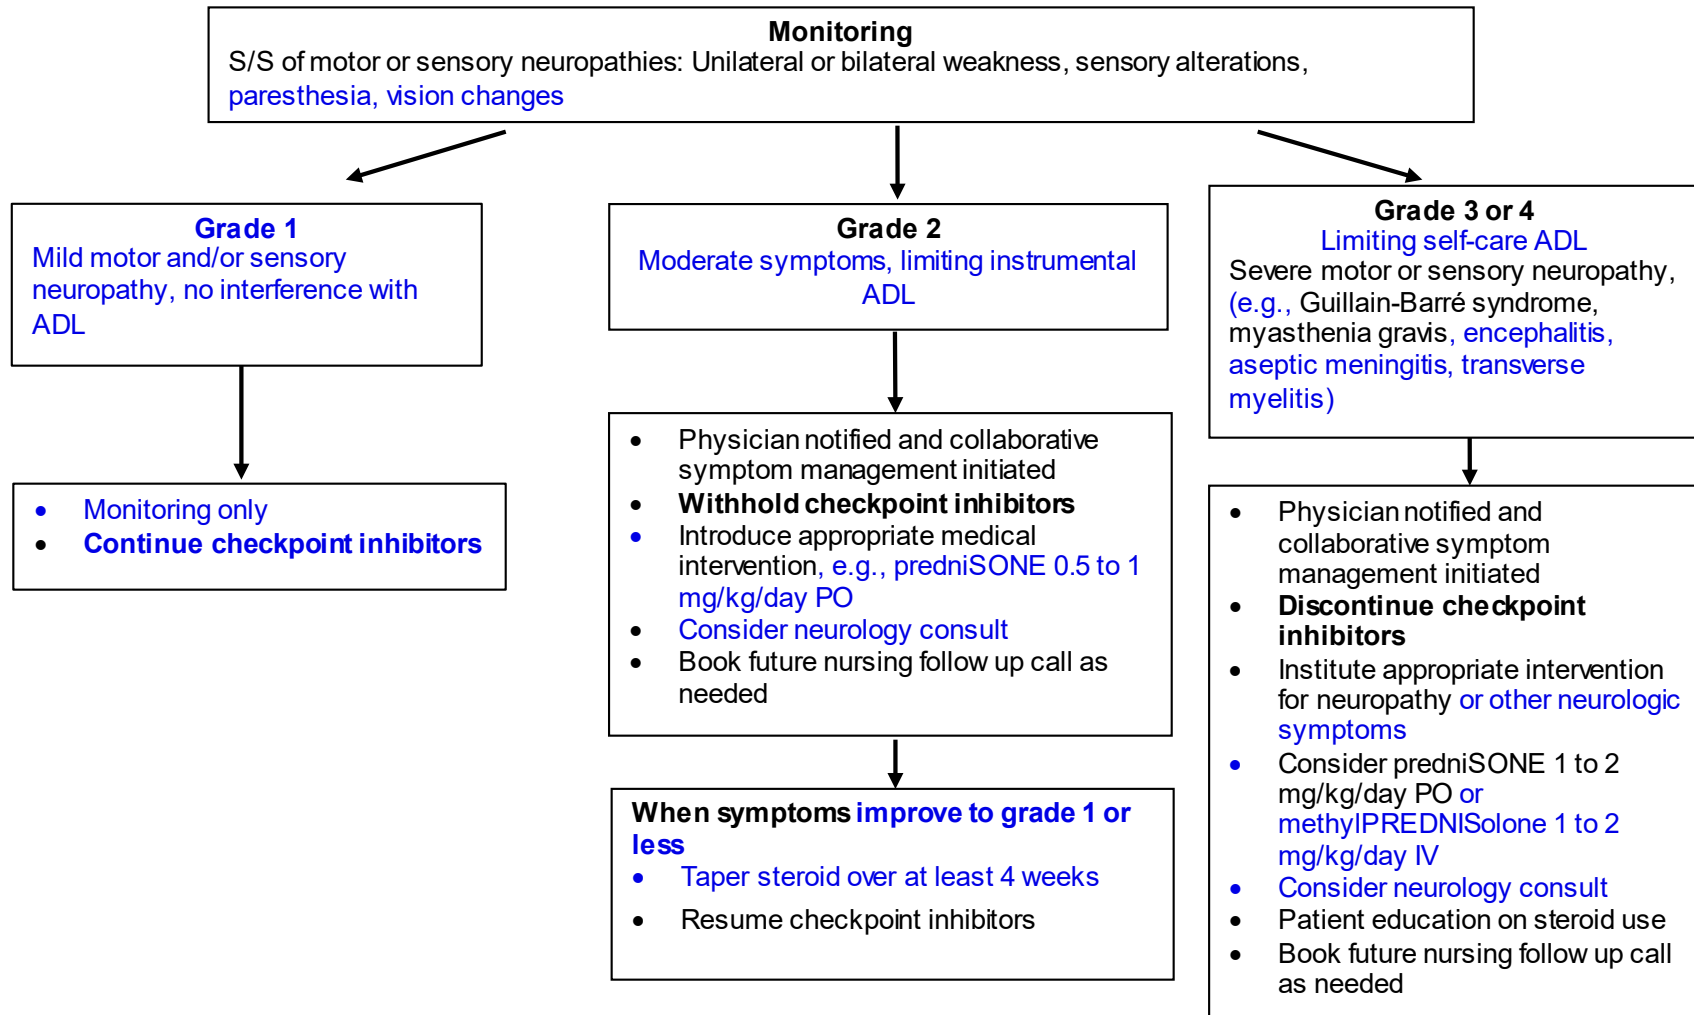 Monitoring
S/S of motor or sensory neuropathies: Unilateral or bilateral weakness, sensory alterations,
paresthesia, vision changes
Grade 1
Mild motor and/or sensory
neuropathy, no interference with
ADL
• Monitoring only
• Continue checkpoint inhibitors
Grade 2
Moderate symptoms, limiting instrumental
ADL
• Physician notified and collaborative
symptom management initiated
• Withhold checkpoint inhibitors
• Introduce appropriate medical
intervention, e.g., predniSONE 0.5 to 1
mg/kg/day PO
• Consider neurology consult
• Book future nursing follow up call as
needed
When symptoms improve to grade 1 or
less
• Taper steroid over at least 4 weeks
• Resume checkpoint inhibitors
Grade 3 or 4
Limiting self-care ADL
Severe motor or sensory neuropathy,
(e.g., Guillain-Barré syndrome,
myasthenia gravis, encephalitis,
aseptic meningitis, transverse
myelitis)
• Physician notified and
collaborative symptom
management initiated
• Discontinue checkpoint
inhibitors
• Institute appropriate intervention
for neuropathy or other neurologic
symptoms
• Consider predniSONE 1 to 2
mg/kg/day PO or
methylPREDNISolone 1 to 2
mg/kg/day IV
• Consider neurology consult
• Patient education on steroid use
• Book future nursing follow up call
as needed